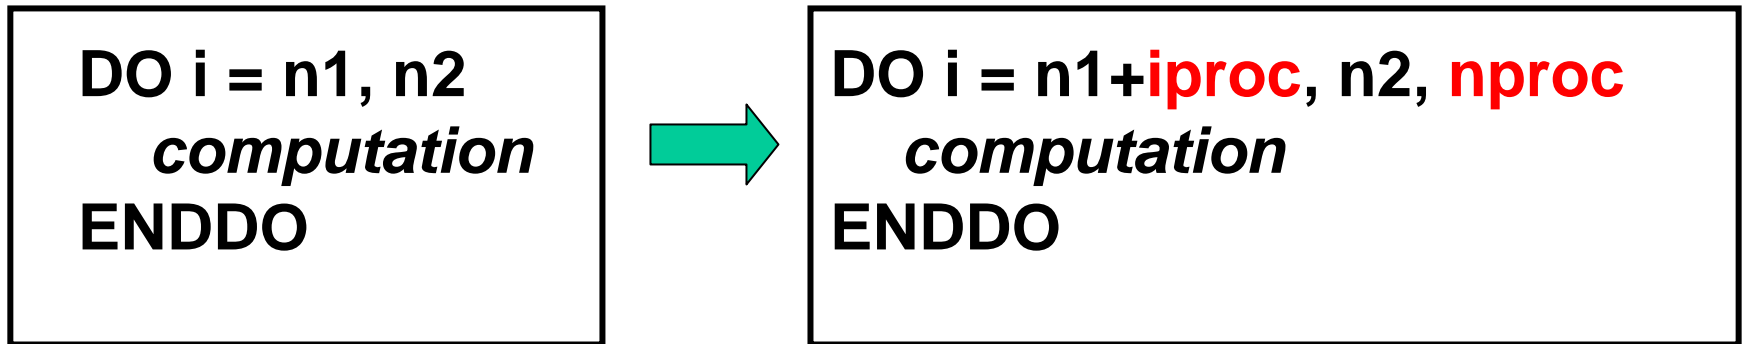 DO i = n1, n2
computation
ENDDO
DO i = n1+iproc, n2, nproc
computation
ENDDO